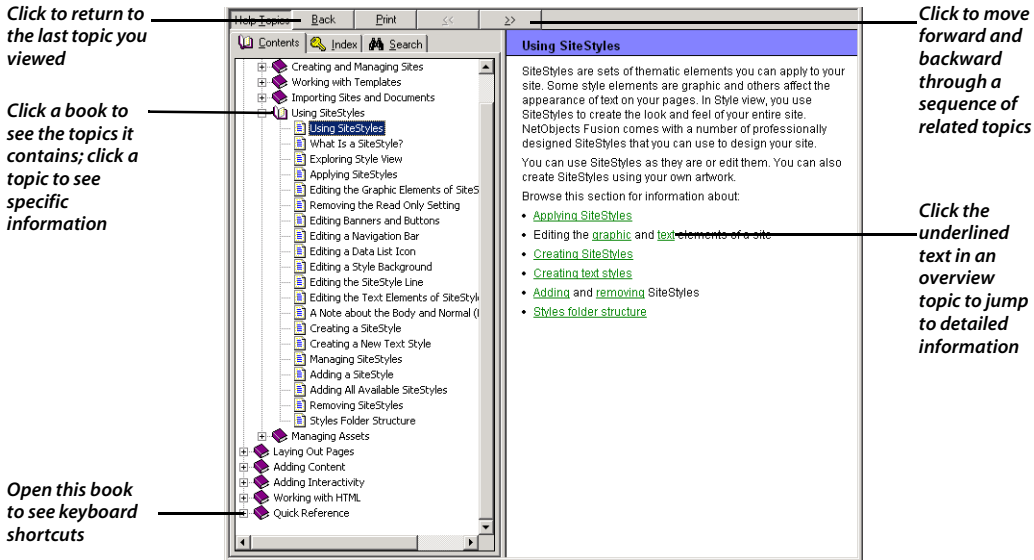 Click to return to
the last topic you
viewed
Click a book to
see the topics it
contains; click a
topic to see
specific
information
Open this book
to see keyboard
shortcuts
Help Topics Back Print << >>
Contents Index Search
Creating and Managing Sites
Working with Templates
Importing Sites and Documents
Using SiteStyles
Using SiteStyles
What Is a SiteStyle?
Exploring Style View
Applying SiteStyles
Editing the Graphic Elements of SiteS
Removing the Read Only Setting
Editing Banners and Buttons
Editing a Navigation Bar
Editing a Data List Icon
Editing a Style Background
Editing the SiteStyle Line
Editing the Text Elements of SiteStyl
A Note about the Body and Normal (
Creating a SiteStyle
Creating a New Text Style
Managing SiteStyles
Adding a SiteStyle
Adding All Available SiteStyles
Removing SiteStyles
Styles Folder Structure
Managing Assets
Laying Out Pages
Adding Content
Adding Interactivity
Working with HTML
Quick Reference
Using SiteStyles
SiteStyles are sets of thematic elements you can apply to your
site. Some style elements are graphic and others affect the
appearance of text on your pages. In Style view, you use
SiteStyles to create the look and feel of your entire site.
NetObjects Fusion comes with a number of professionally
designed SiteStyles that you can use to design your site.
You can use SiteStyles as they are or edit them. You can also
create SiteStyles using your own artwork.
Browse this section for information about:
• Applying SiteStyles
• Editing the graphic and text elements of a site
• Creating SiteStyles
• Creating text styles
• Adding and removing SiteStyles
• Styles folder structure
Click to move
forward and
backward
through a
sequence of
related topics
Click the
underlined
text in an
overview
topic to jump
to detailed
information